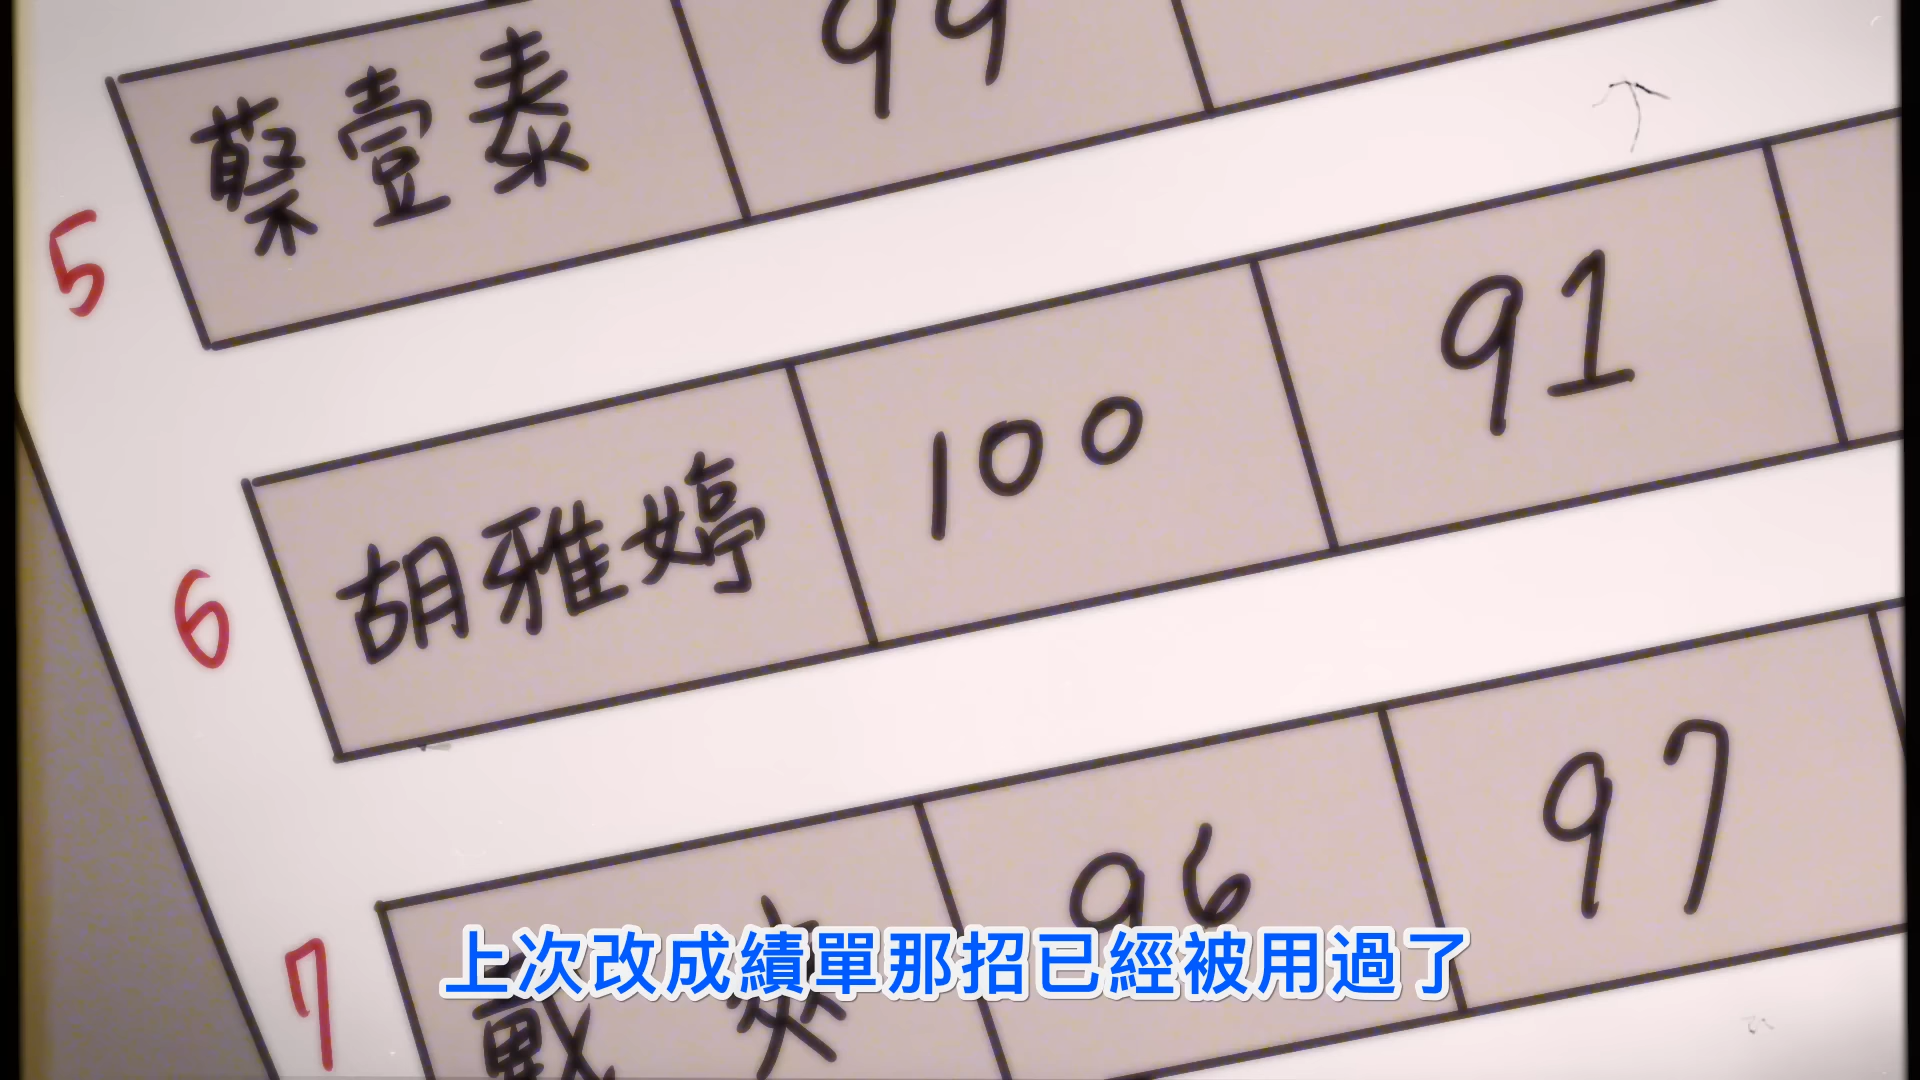 5 蔡壹泰 99
6 胡雅婷 100 91
7 戴 96 97
上次改成績單那招已經被用過了